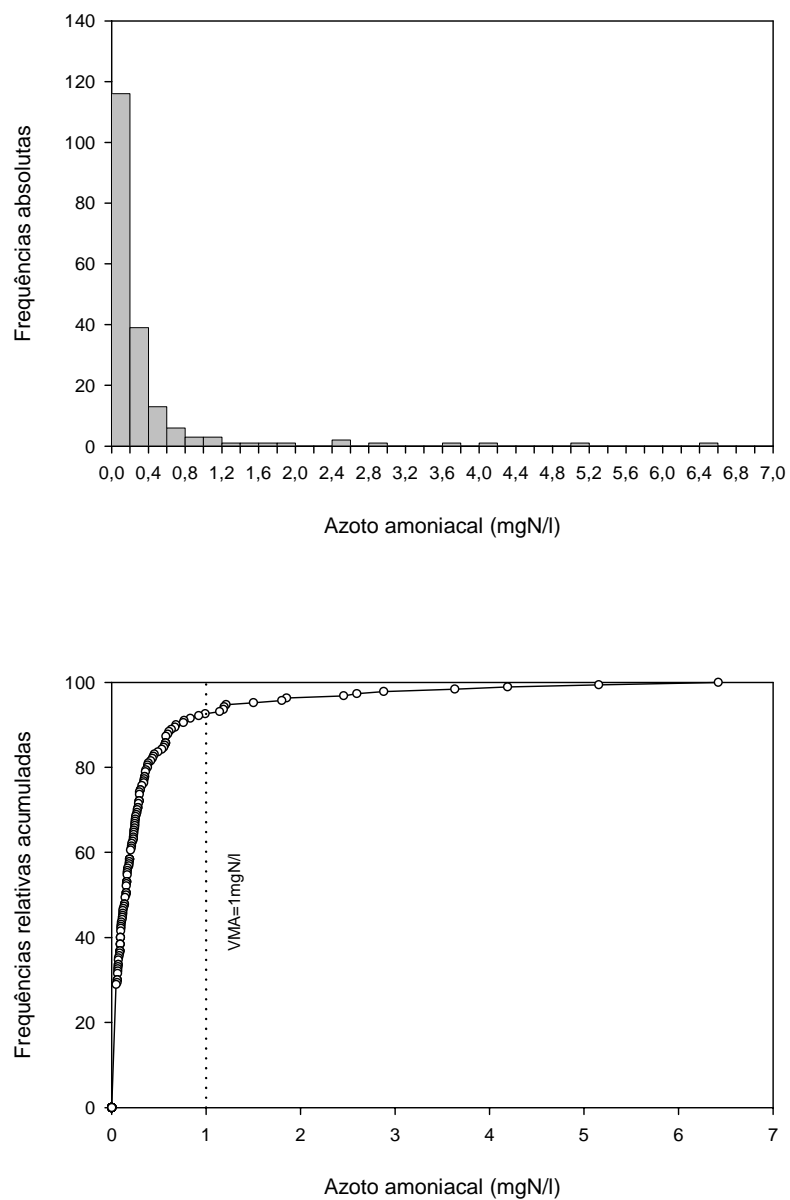 140
120
100
80
60
40
20
0
Frequências absolutas
0,0 0,4 0,8 1,2 1,6 2,0 2,4 2,8 3,2 3,6 4,0 4,4 4,8 5,2 5,6 6,0 6,4 6,8 7,0
Azoto amoniacal (mgN/l)
100
80
60
40
20
0
Frequências relativas acumuladas
VMA=1mgN/l
0 1 2 3 4 5 6 7
Azoto amoniacal (mgN/l)